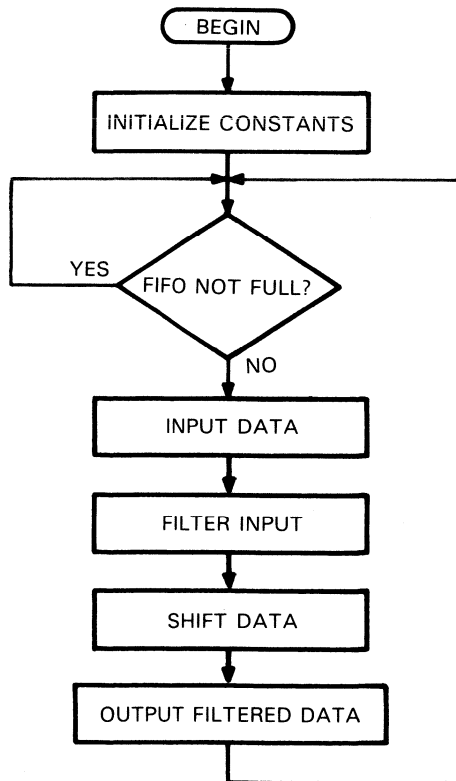 BEGIN
INITIALIZE CONSTANTS
YES
FIFO NOT FULL?
NO
INPUT DATA
FILTER INPUT
SHIFT DATA
OUTPUT FILTERED DATA